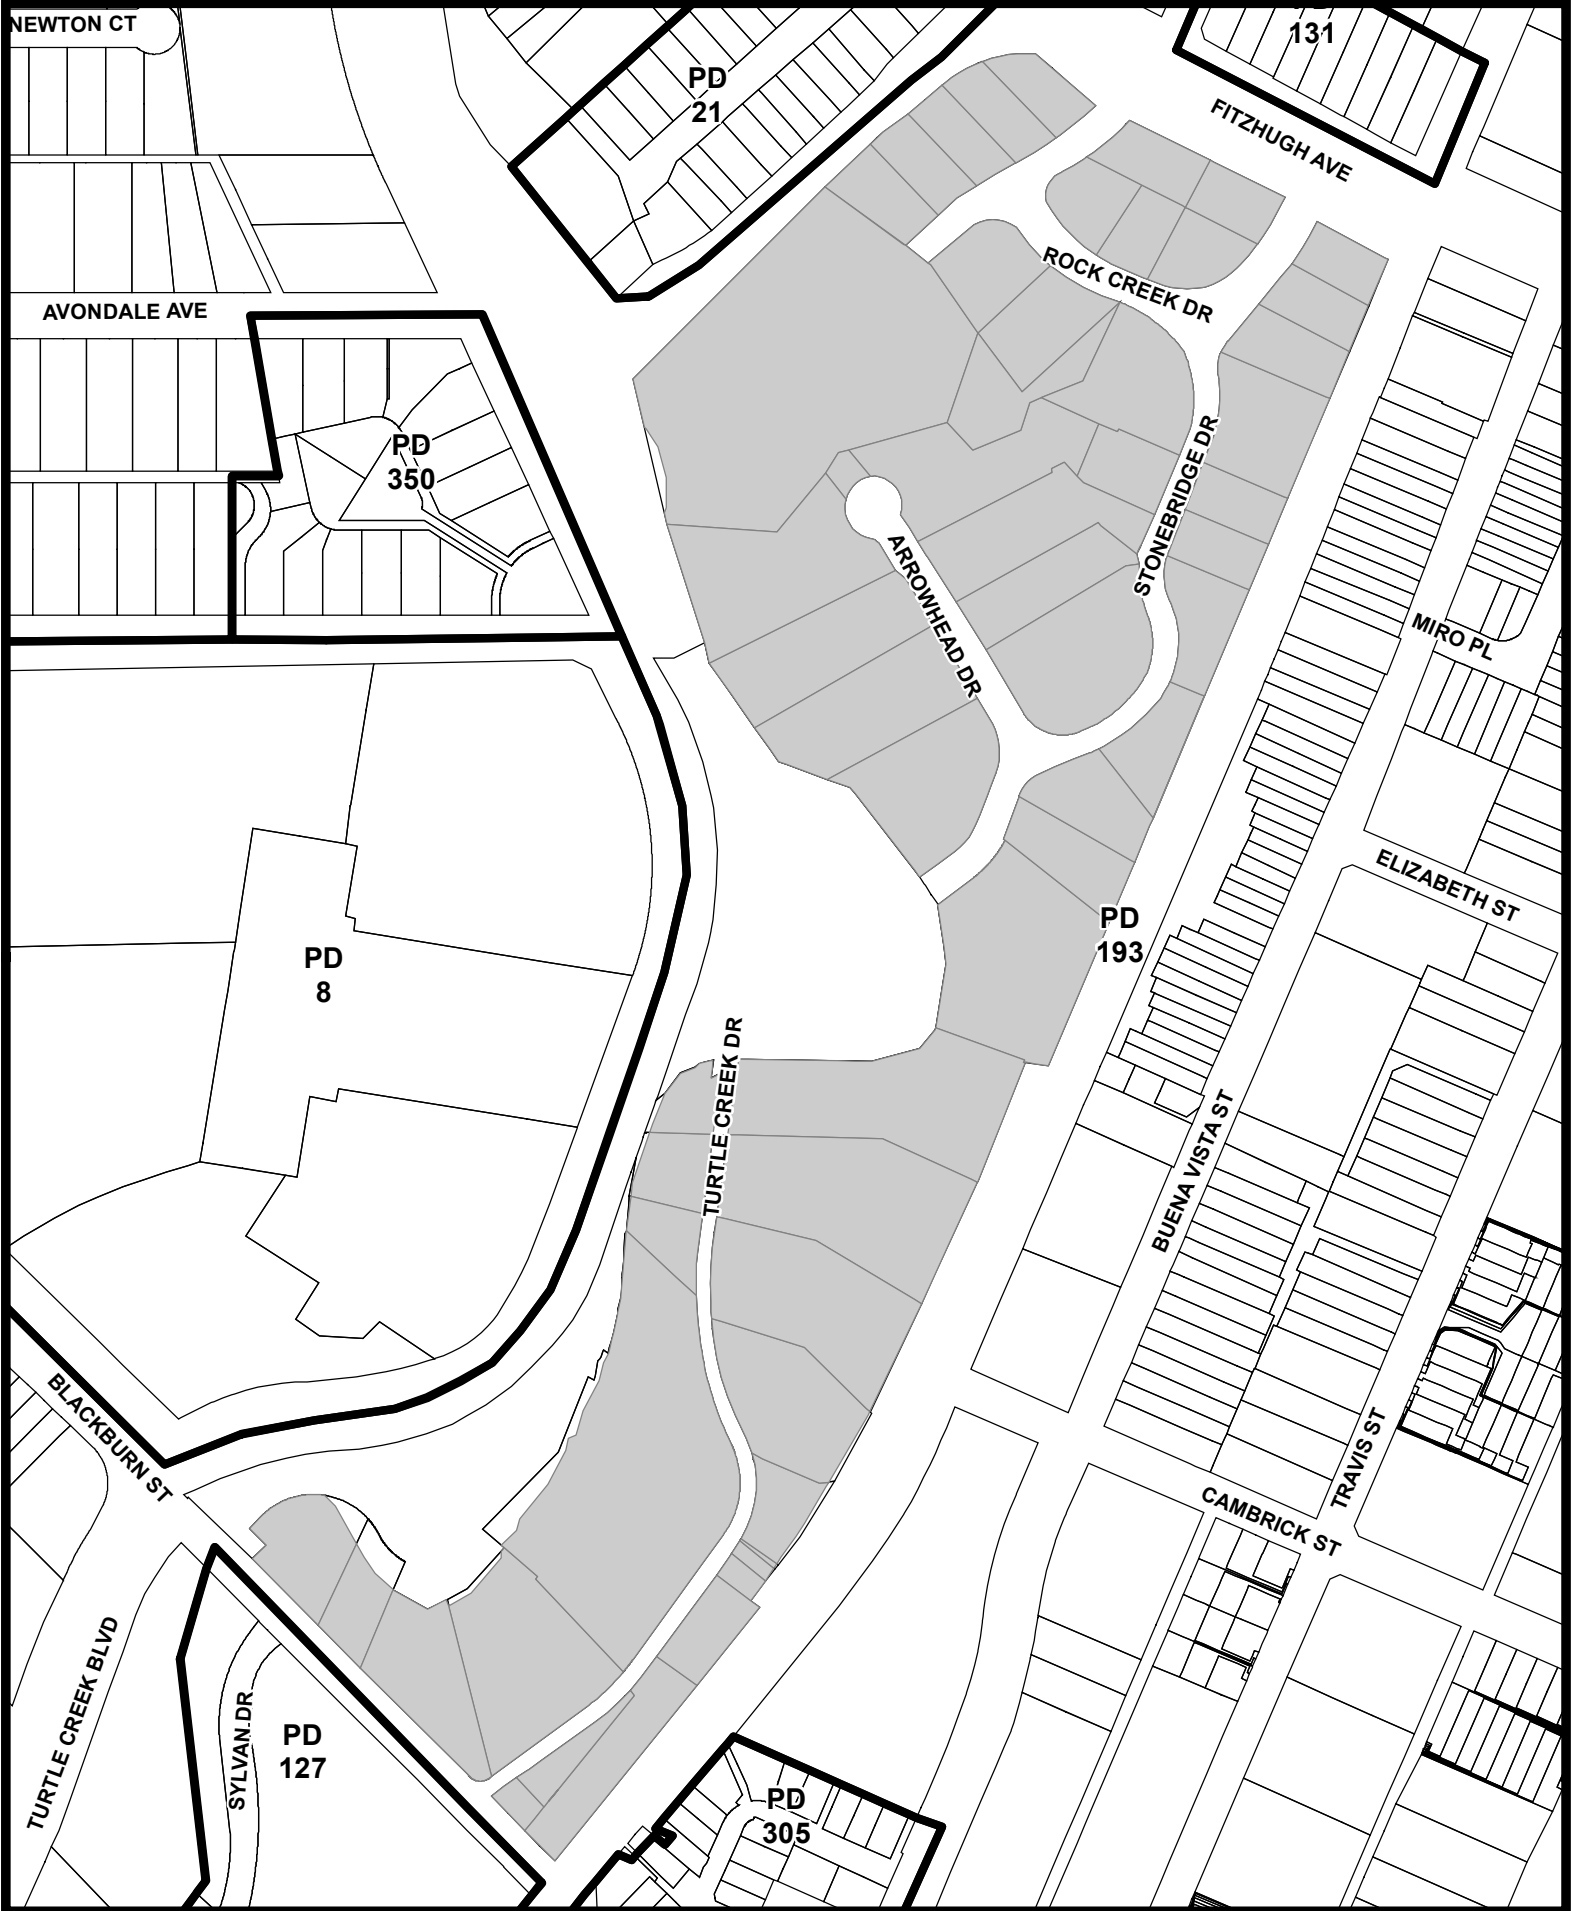 NEWTON CT
131
PD
21
FITZHUGH AVE
ROCK CREEK DR
AVONDALE AVE
PD
350
STONEBRIDGE DR
ARROWHEAD DR
MIRO PL
ELIZABETH ST
PD
193
PD
8
TURTLE CREEK DR
BUENA VISTA ST
BLACKBURN ST
TRAVIS ST
CAMBRICK ST
TURTLE CREEK BLVD
SYLVAN DR
PD
127
PD
305